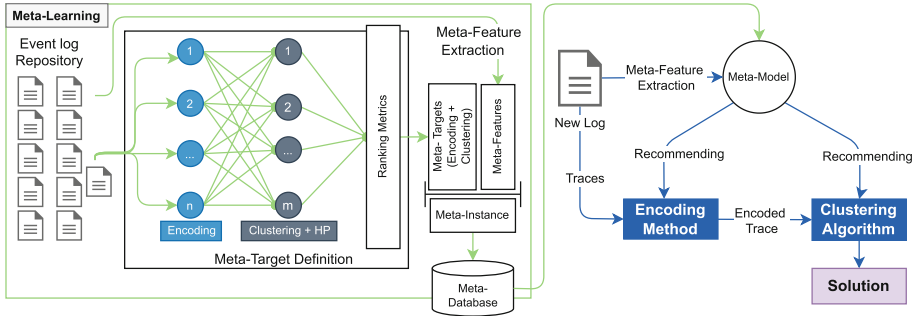 Meta-Learning
Event log
Repository
1
2
...
n
Encoding
1
2
...
m
Clustering + HP
Meta-Target Definition
Ranking Metrics
Meta-Feature
Extraction
Meta- Targets
(Encoding +
Clustering)
Meta-Features
Meta-Instance
Meta-
Database
New Log
Meta-Feature
Extraction
Meta-Model
Recommending
Recommending
Traces
Encoding
Method
Encoded
Trace
Clustering
Algorithm
Solution